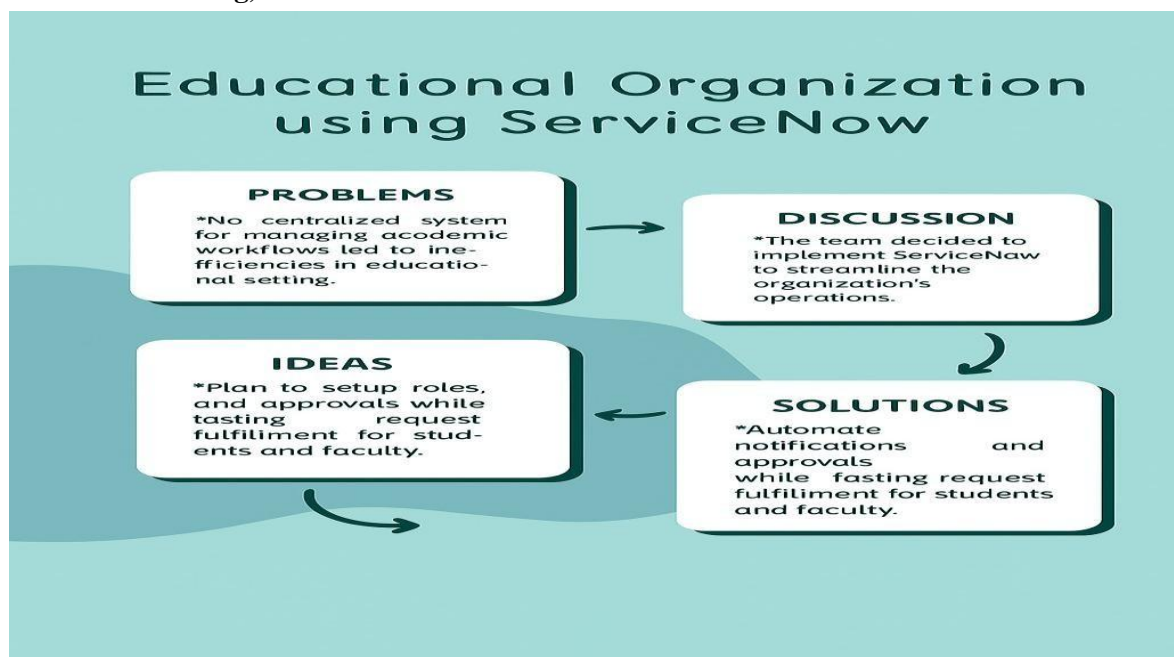 Educational Organization
using ServiceNow
PROBLEMS
*No centralized system
for managing acodemic
workflows led to ine-
fficiencies in educatio-
nal setting.
DISCUSSION
*The team decided to
implement ServiceNaw
to streamline the
organization's
operations.
SOLUTIONS
*Automate
notifications and
approvals
while fasting request
fulfiliment for students
and faculty.
IDEAS
*Plan to setup roles,
and approvals while
tasting request
fulfiliment for stud-
ents and faculty.